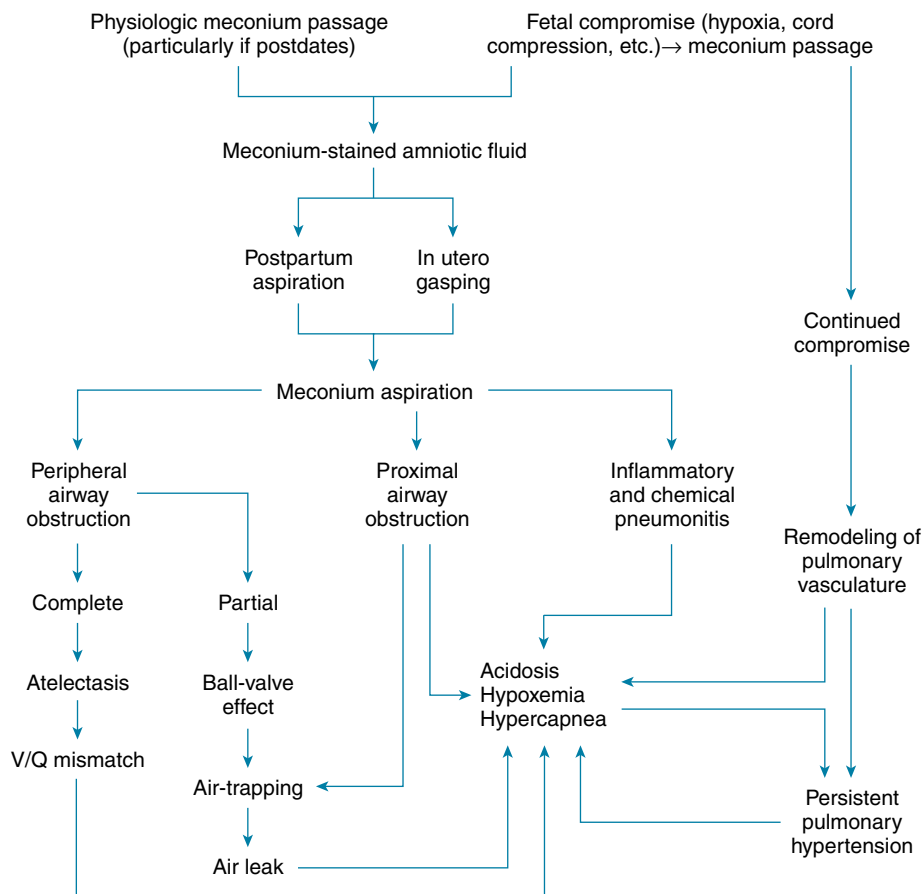 Physiologic meconium passage
(particularly if postdates)
Fetal compromise (hypoxia, cord
compression, etc.)→ meconium passage
Meconium-stained amniotic fluid
Postpartum
aspiration
In utero
gasping
Continued
compromise
Meconium aspiration
Peripheral
airway
obstruction
Proximal
airway
obstruction
Inflammatory
and chemical
pneumonitis
Remodeling of
pulmonary
vasculature
Complete
Partial
Atelectasis
Ball-valve
effect
Acidosis
Hypoxemia
Hypercapnea
V/Q mismatch
Air-trapping
Persistent
pulmonary
hypertension
Air leak